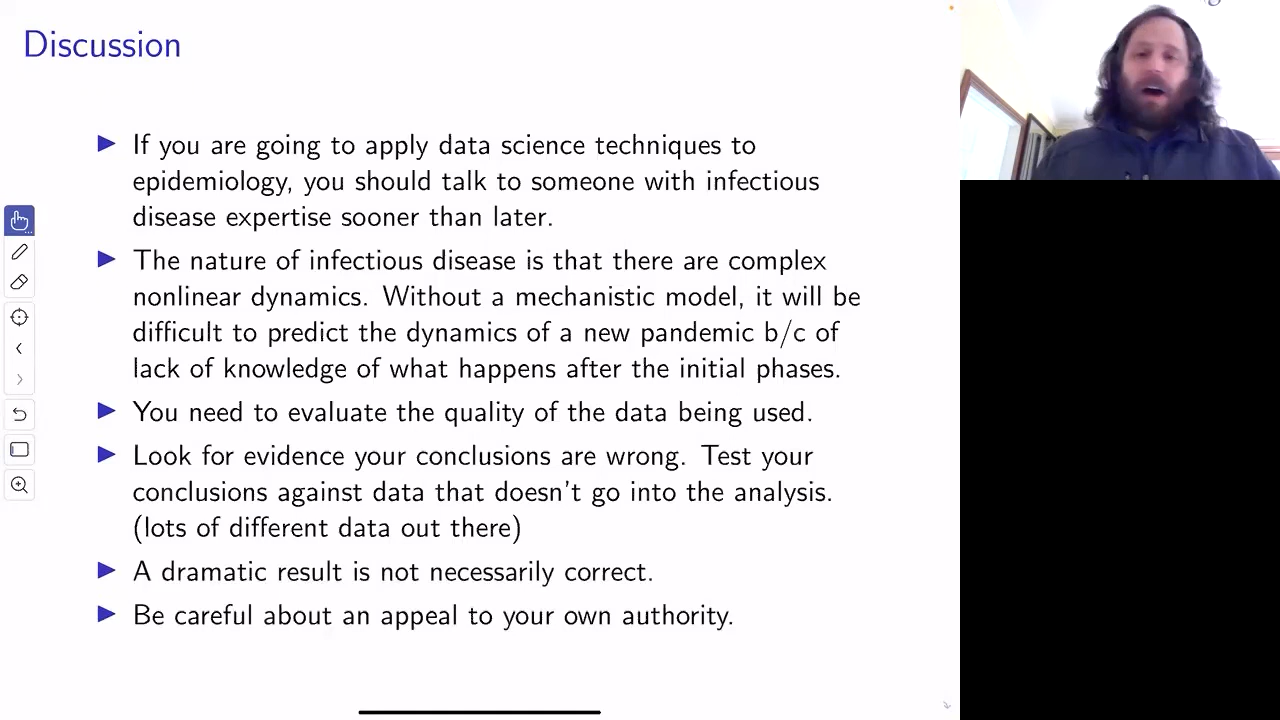 Discussion
If you are going to apply data science techniques to
epidemiology, you should talk to someone with infectious
disease expertise sooner than later.
The nature of infectious disease is that there are complex
nonlinear dynamics. Without a mechanistic model, it will be
difficult to predict the dynamics of a new pandemic b/c of
lack of knowledge of what happens after the initial phases.
You need to evaluate the quality of the data being used.
Look for evidence your conclusions are wrong. Test your
conclusions against data that doesn't go into the analysis.
(lots of different data out there)
A dramatic result is not necessarily correct.
Be careful about an appeal to your own authority.